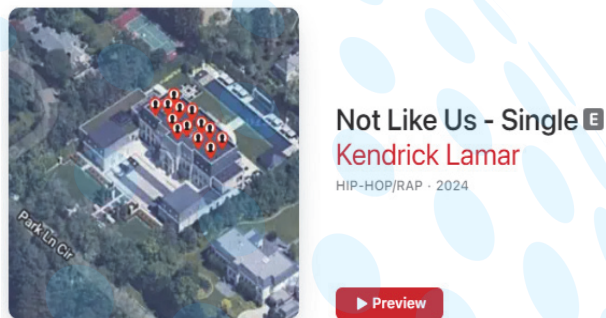 Park Ln Cir
Not Like Us - Single E
Kendrick Lamar
HIP-HOP/RAP · 2024
Preview